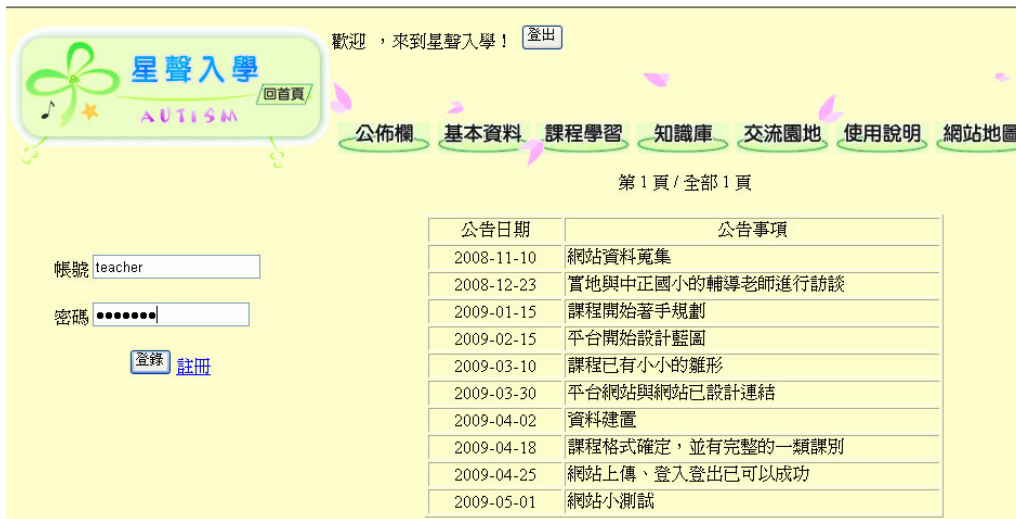 歡迎 ，來到星聲入學！ 登出
星聲入學
回首頁
AUTISM
公佈欄 基本資料 課程學習 知識庫 交流園地 使用說明 網站地圖
第 1 頁 / 全部 1 頁
帳號 teacher
密碼 •••••••
登錄 註冊
公告日期 公告事項
2008-11-10 網站資料蒐集
2008-12-23 實地與中正國小的輔導老師進行訪談
2009-01-15 課程開始著手規劃
2009-02-15 平台開始設計藍圖
2009-03-10 課程已有小小的雛形
2009-03-30 平台網站與網站已設計連結
2009-04-02 資料建置
2009-04-18 課程格式確定，並有完整的一類課別
2009-04-25 網站上傳、登入登出已可以成功
2009-05-01 網站小測試